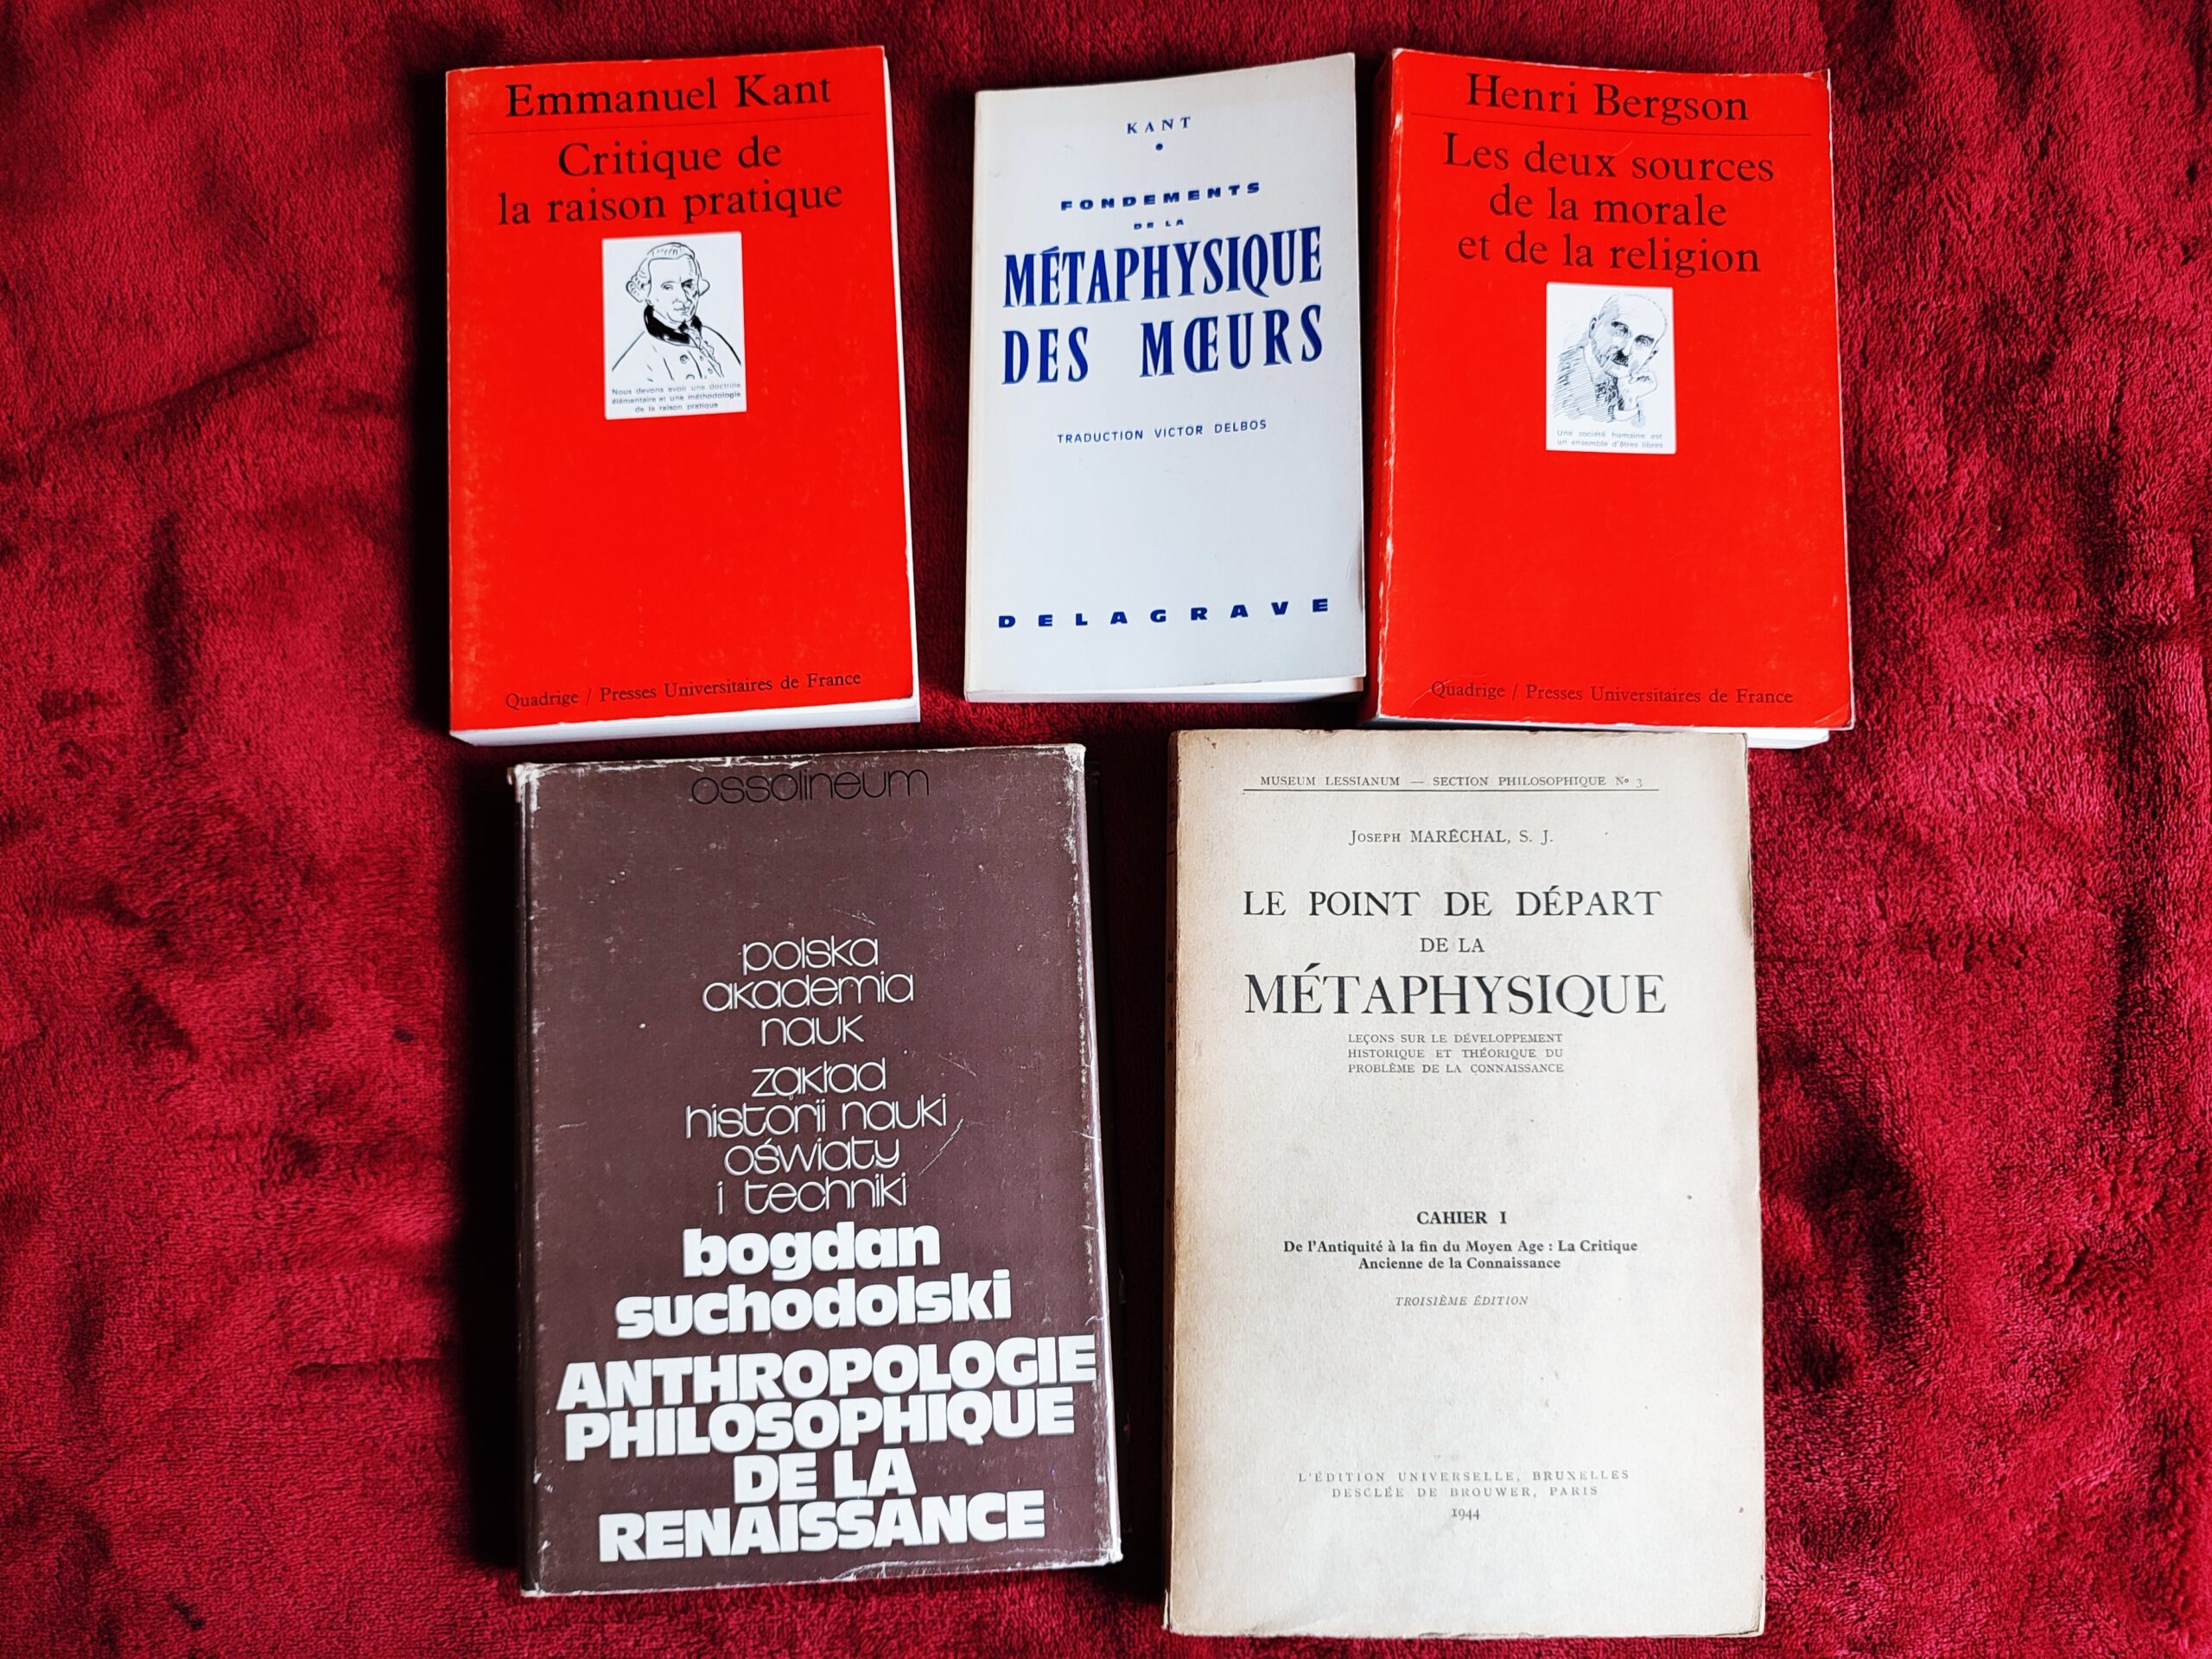 Emmanuel Kant
Critique de
la raison pratique
Nous devons avoir une doctrine
élémentaire et une méthodologie
de la raison pratique
Quadrige / Presses Universitaires de France
KANT
FONDEMENTS
DE LA
MÉTAPHYSIQUE
DES MŒURS
TRADUCTION VICTOR DELBOS
DELAGRAVE
Henri Bergson
Les deux sources
de la morale
et de la religion
Une société humaine est
un ensemble d'êtres libres
Quadrige / Presses Universitaires de France
ossolineum
polska
akademia
nauk
zakład
historii nauki
oświaty
i techniki
bogdan
suchodolski
ANTHROPOLOGIE
PHILOSOPHIQUE
DE LA
RENAISSANCE
MUSEUM LESSIANUM — SECTION PHILOSOPHIQUE Nº 3
JOSEPH MARÉCHAL, S. J.
LE POINT DE DÉPART
DE LA
MÉTAPHYSIQUE
LEÇONS SUR LE DÉVELOPPEMENT
HISTORIQUE ET THÉORIQUE DU
PROBLÈME DE LA CONNAISSANCE
CAHIER I
De l'Antiquité à la fin du Moyen Age : La Critique
Ancienne de la Connaissance
TROISIÈME ÉDITION
L'ÉDITION UNIVERSELLE, BRUXELLES
DESCLÉE DE BROUWER, PARIS
1944